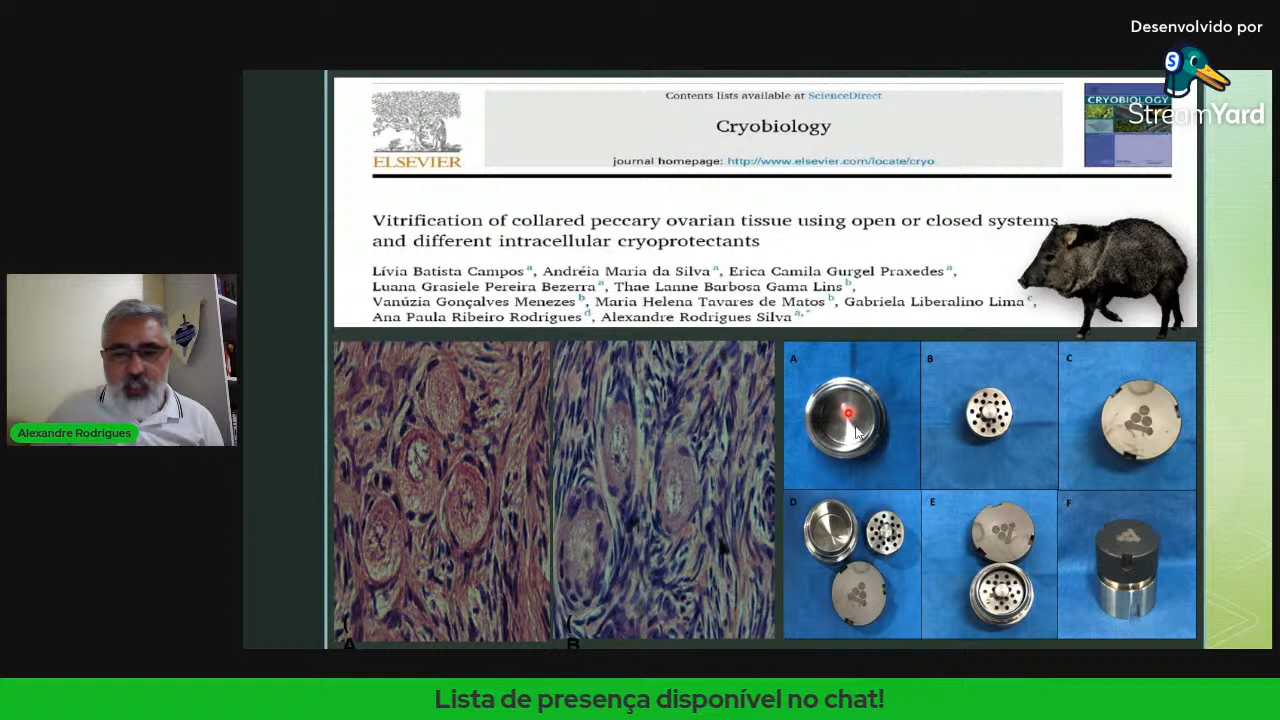 Desenvolvido por
StreamYard
Contents lists available at ScienceDirect
Cryobiology
journal homepage: http://www.elsevier.com/locate/cryo
ELSEVIER
CRYOBIOLOGY
Vitrification of collared peccary ovarian tissue using open or closed systems
and different intracellular cryoprotectants
Lívia Batista Campos a, Andréia Maria da Silva a, Erica Camila Gurgel Praxedes a,
Luana Grasiele Pereira Bezerra a, Thae Lanne Barbosa Gama Lins b,
Vanúzia Gonçalves Menezes b, Maria Helena Tavares de Matos b, Gabriela Liberalino Lima c,
Ana Paula Ribeiro Rodrigues d, Alexandre Rodrigues Silva a,*
Alexandre Rodrigues
A
B
C
D
E
F
( A
( B
Lista de presença disponível no chat!